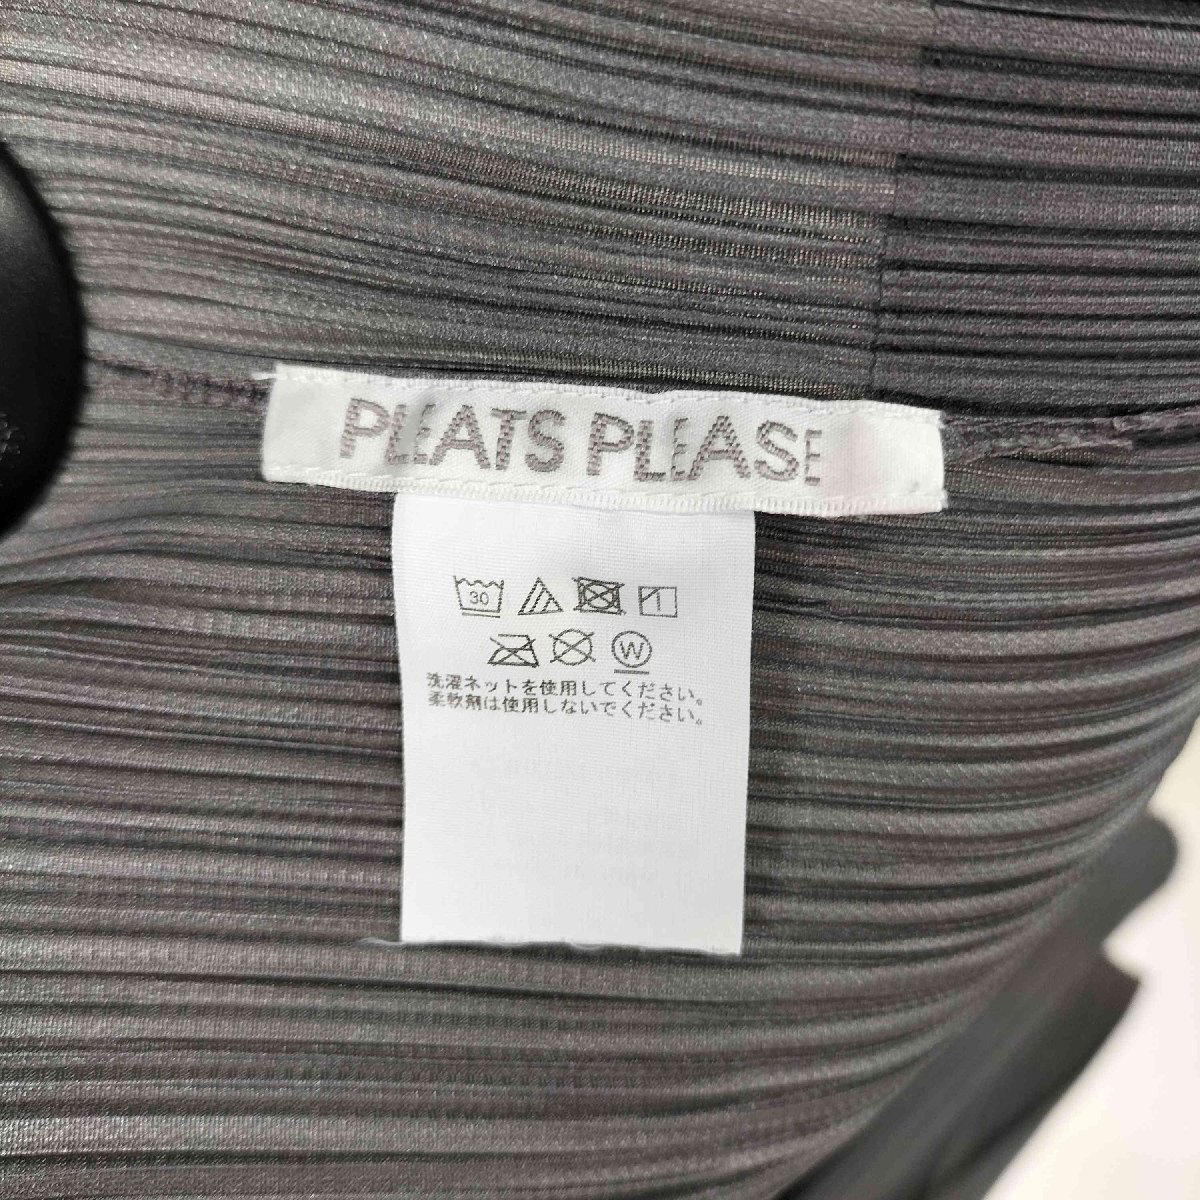 PLEATS PLEASE
30
W
洗濯ネットを使用してください。
柔軟剤は使用しないでください。